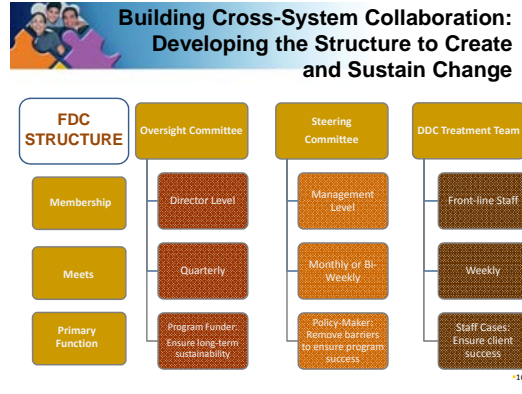 Building Cross-System Collaboration:
Developing the Structure to Create
and Sustain Change
FDC
STRUCTURE
Oversight Committee
Steering
Committee
DDC Treatment Team
Membership
Director Level
Management
Level
Front-line Staff
Meets
Quarterly
Monthly or Bi-
Weekly
Weekly
Primary
Function
Program Funder:
Ensure long-term
sustainability
Policy-Maker:
Remove barriers
to ensure program
success
Staff Cases:
Ensure client
success